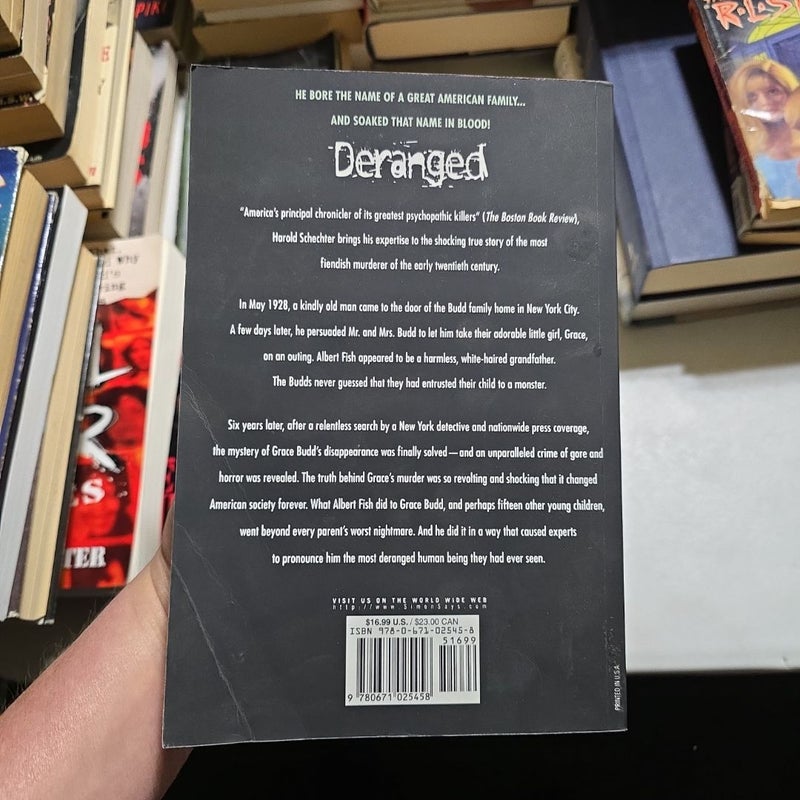 HE BORE THE NAME OF A GREAT AMERICAN FAMILY...
AND SOAKED THAT NAME IN BLOOD!
Deranged
"America's principal chronicler of its greatest psychopathic killers" (The Boston Book Review),
Harold Schechter brings his expertise to the shocking true story of the most
fiendish murderer of the early twentieth century.
In May 1928, a kindly old man came to the door of the Budd family home in New York City.
A few days later, he persuaded Mr. and Mrs. Budd to let him take their adorable little girl, Grace,
on an outing. Albert Fish appeared to be a harmless, white-haired grandfather.
The Budds never guessed that they had entrusted their child to a monster.
Six years later, after a relentless search by a New York detective and nationwide press coverage,
the mystery of Grace Budd's disappearance was finally solved—and an unparalleled crime of gore and
horror was revealed. The truth behind Grace's murder was so revolting and shocking that it changed
American society forever. What Albert Fish did to Grace Budd, and perhaps fifteen other young children,
went beyond every parent's worst nightmare. And he did it in a way that caused experts
to pronounce him the most deranged human being they had ever seen.
VISIT US ON THE WORLD WIDE WEB
http://www.SimonSays.com
$16.99 U.S. / $23.00 CAN
ISBN 978-0-671-02545-8
51699
9 780671 025458
PRINTED IN U.S.A.
R.L.S
Why
TER